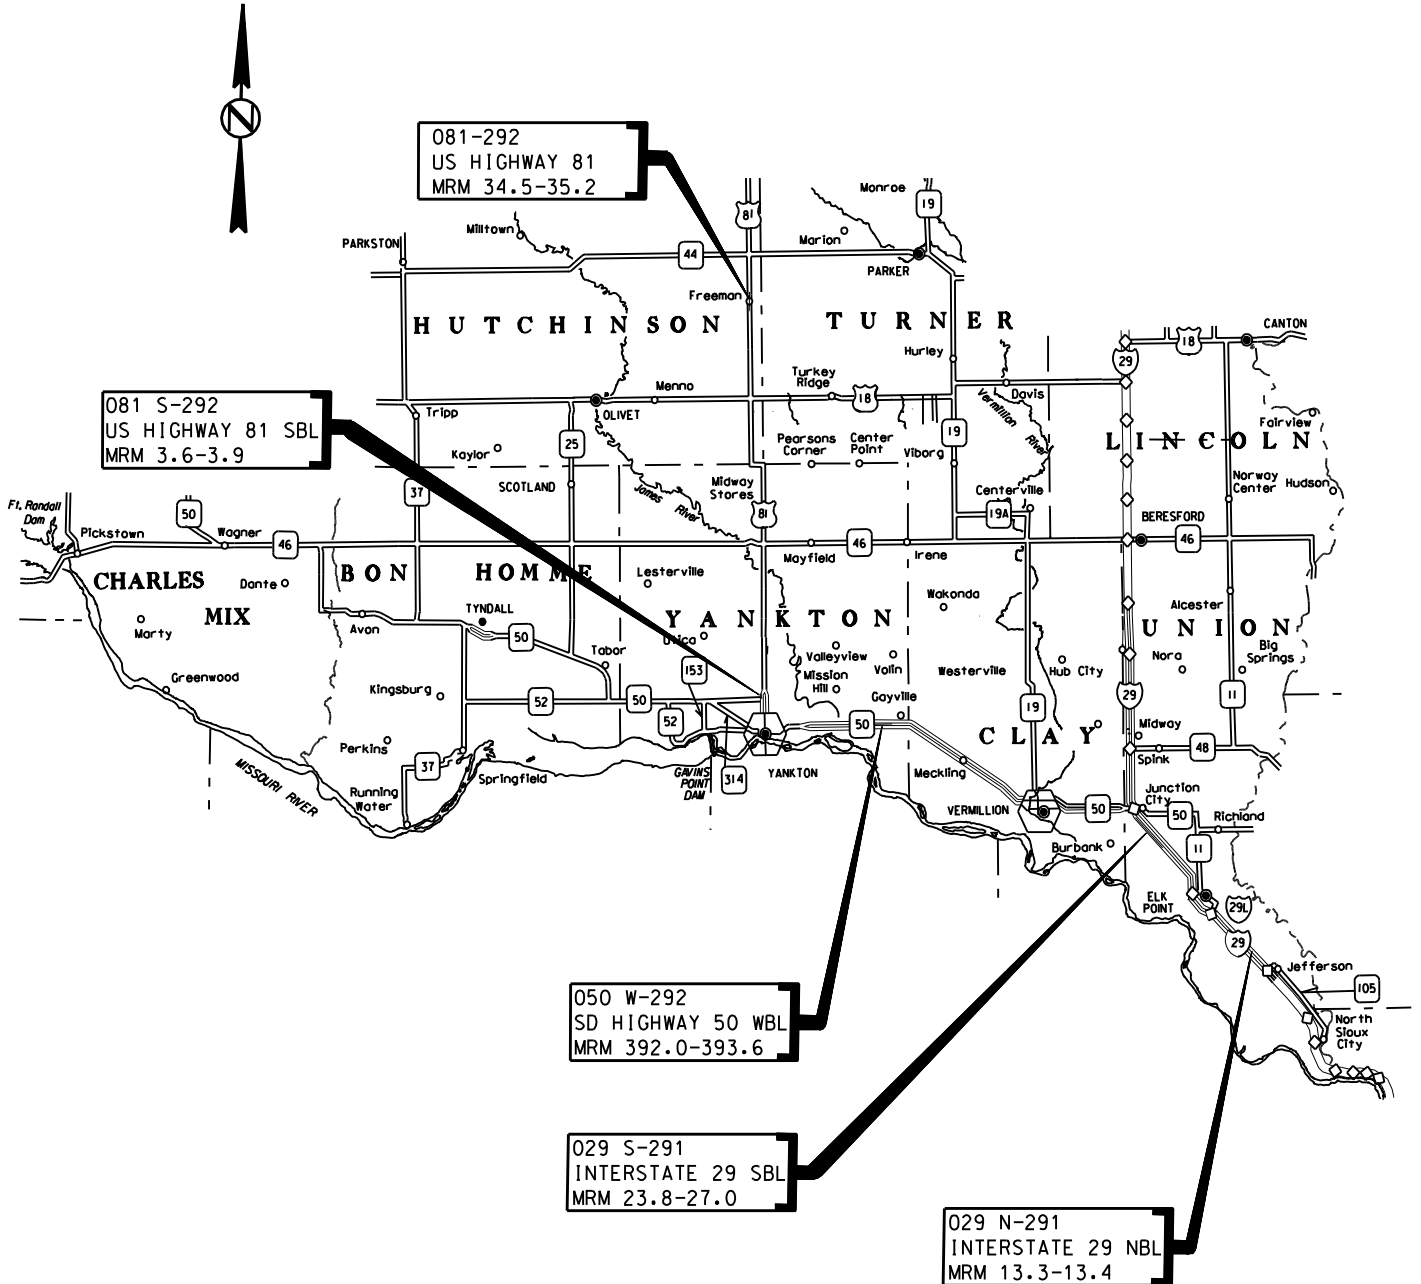 N
081-292
US HIGHWAY 81
MRM 34.5-35.2
Monroe
19
81
Milltown
Marion
PARKSTON
44
PARKER
Freeman
HUTCHINSON
TURNER
CANTON
18
29
Hurley
Turkey
Ridge
Menno
18
Davis
081 S-292
US HIGHWAY 81 SBL
MRM 3.6-3.9
Tripp
OLIVET
Vermillion
River
Fairview
25
19
LINCOLN
Pearsons
Corner
Center
Point
Viborg
Kaylor
Norway
Center
Hudson
SCOTLAND
James
River
Midway
Stores
Centerville
37
Ft. Randall
Dam
50
81
19A
BERESFORD
Pickstown
Wagner
46
Mayfield
46
Irene
46
CHARLES
MIX
BON HOMME
Lesterville
Dante
Wakonda
Alcester
TYNDALL
YANKTON
UNION
Marty
Avon
50
Utica
Tabor
Valleyview
Volin
Westerville
Hub City
Nora
Big
Springs
153
Mission
Hill
Greenwood
Kingsburg
52
50
Gayville
29
11
52
50
19
Midway
CLAY
Perkins
Spink
48
37
Springfield
GAVINS
POINT
DAM
314
YANKTON
Meckling
MISSOURI RIVER
Running
Water
VERMILLION
50
Junction
City
50
Richland
Burbank
11
ELK
POINT
29L
29
Jefferson
105
050 W-292
SD HIGHWAY 50 WBL
MRM 392.0-393.6
North
Sioux
City
029 S-291
INTERSTATE 29 SBL
MRM 23.8-27.0
029 N-291
INTERSTATE 29 NBL
MRM 13.3-13.4